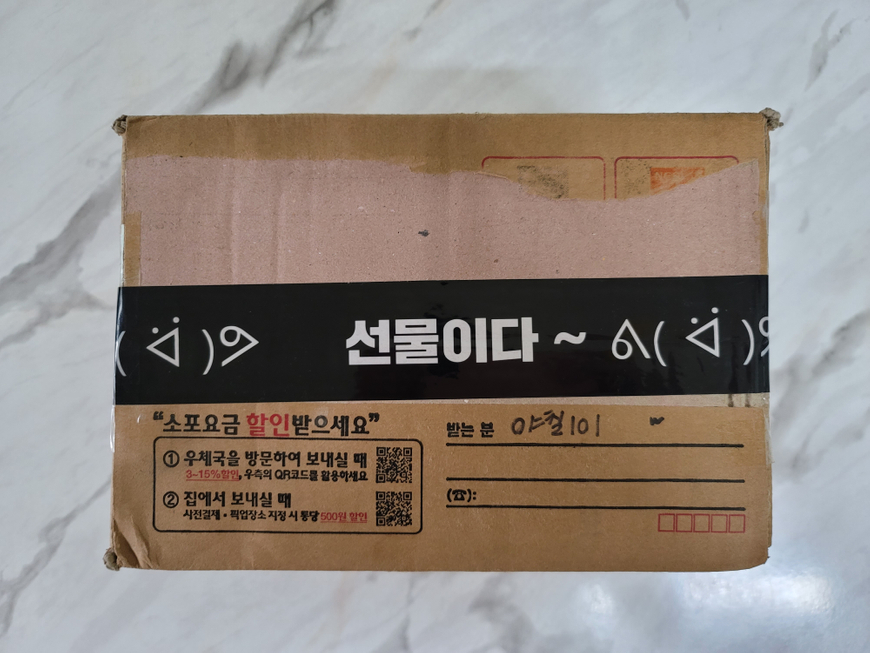 ( ᐛ )و 선물이다 ~ ᕕ( ᐛ )
“소포요금 할인받으세요”
① 우체국을 방문하여 보내실 때
3~15%할인, 우측의 QR코드를 활용하세요
② 집에서 보내실 때
사전결제・픽업장소 지정 시 통당 500원 할인
받는 분 야칠101 ~
(☎):